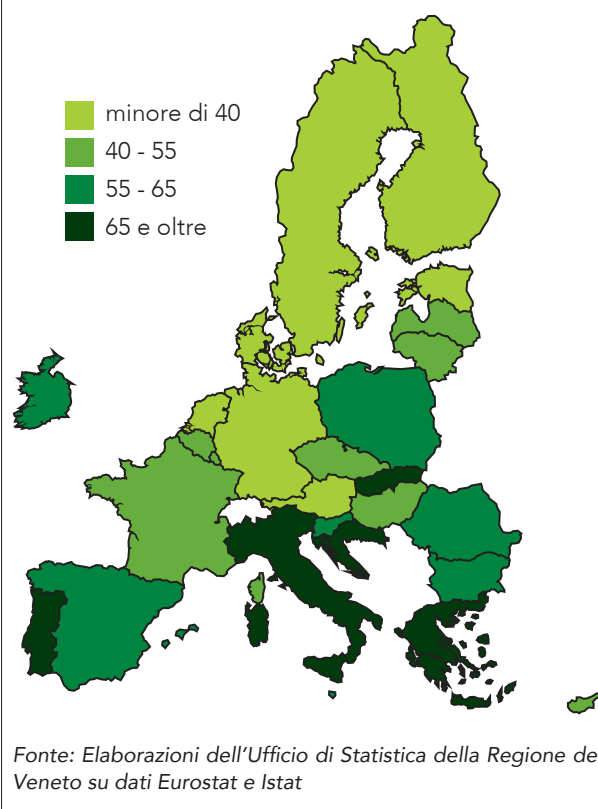 minore di 40
40 - 55
55 - 65
65 e oltre
Fonte: Elaborazioni dell'Ufficio di Statistica della Regione de
Veneto su dati Eurostat e Istat